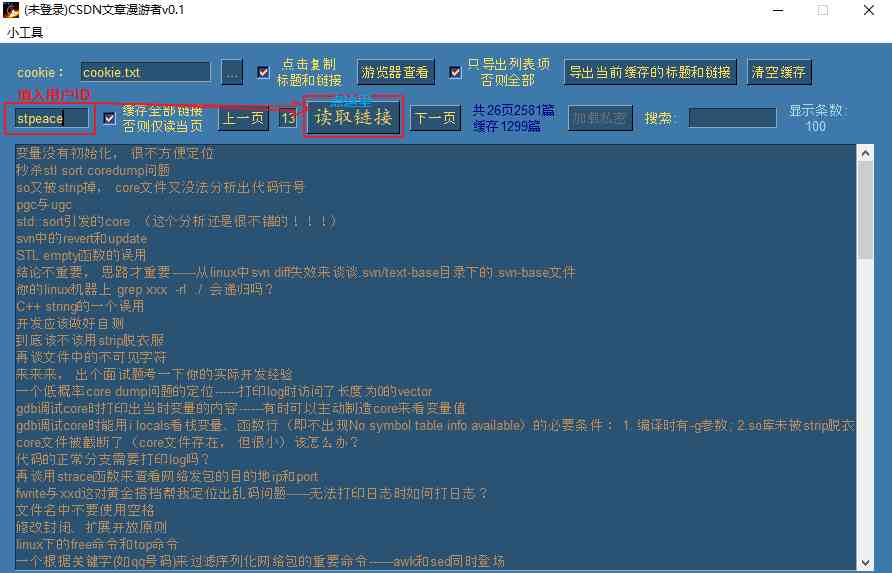 (未登录)CSDN文章漫游者v0.1
小工具
cookie： cookie.txt ... 点击复制 标题和链接 游览器查看 只导出列表项 否则全部 导出当前缓存的标题和链接 清空缓存
填入用户ID
stpeace 缓存全部链接 否则仅读当页 上一页 13 读取链接 下一页 共26页2581篇 缓存1299篇 加载私密 搜索： 显示条数: 100
变量没有初始化， 很不方便定位
秒杀stl sort coredump问题
so又被strip掉， core文件又没法分析出代码行号
pgc与ugc
std::sort引发的core （这个分析还是很不错的！！！）
svn中的revert和update
STL empty函数的误用
结论不重要， 思路才重要------从linux中svn diff失效来谈谈.svn/text-base目录下的.svn-base文件
你的linux机器上 grep xxx -rI ./ 会递归吗？
C++ string的一个误用
开发应该做好自测
到底该不该用strip脱衣服
再谈文件中的不可见字符
来来来， 出个面试题考一下你的实际开发经验
一个低概率core dump问题的定位------打印log时访问了长度为0的vector
gdb调试core时打印出当时变量的内容------有时可以主动制造core来看变量值
gdb调试core时能用i locals看栈变量、函数行（即不出现No symbol table info available）的必要条件： 1.编译时有-g参数; 2.so库未被strip脱衣
core文件被截断了（core文件存在， 但很小）该怎么办？
代码的正常分支需要打印log吗？
再谈用strace函数来查看网络发包的目的地ip和port
fwrite与xxd这对黄金搭档帮我定位出乱码问题------无法打印日志时如何打日志？
文件名中不要使用空格
修改封闭、扩展开放原则
linux下的free命令和top命令
一个根据关键字(如qq号码)来过滤序列化网络包的重要命令------awk和sed同时登场